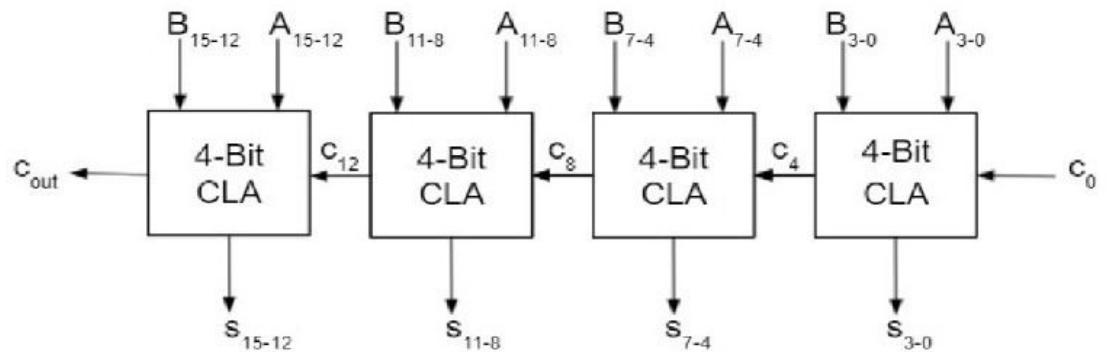 B15-12 A15-12 B11-8 A11-8 B7-4 A7-4 B3-0 A3-0
4-Bit 4-Bit 4-Bit 4-Bit
CLA CLA CLA CLA
cout c12 c8 c4 c0
s15-12 s11-8 s7-4 s3-0